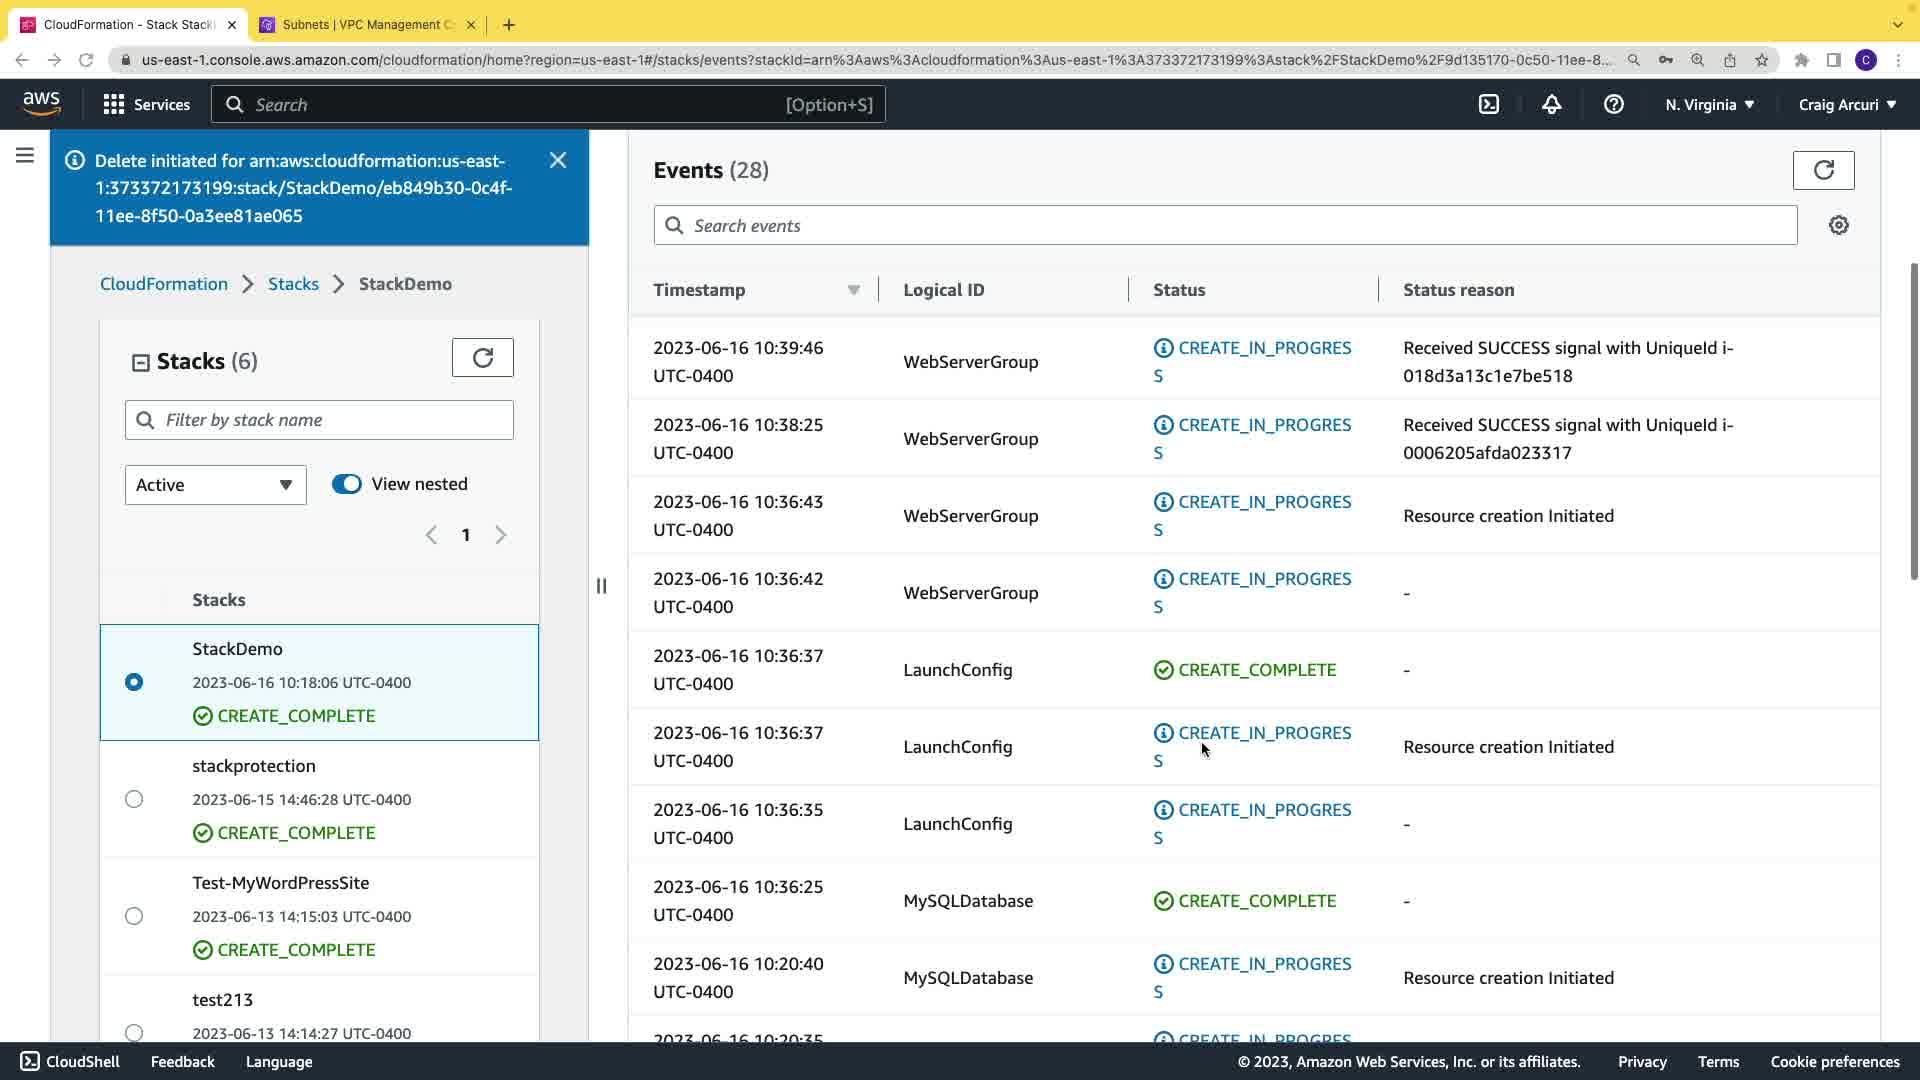 CloudFormation - Stack Stack
Subnets | VPC Management C
us-east-1.console.aws.amazon.com/cloudformation/home?region=us-east-1#/stacks/events?stackId=arn%3Aaws%3Acloudformation%3Aus-east-1%3A373372173199%3Astack%2FStackDemo%2F9d135170-0c50-11ee-8...
C
aws
Services
Search
[Option+S]
N. Virginia
Craig Arcuri
Delete initiated for arn:aws:cloudformation:us-east-
1:373372173199:stack/StackDemo/eb849b30-0c4f-
11ee-8f50-0a3ee81ae065
CloudFormation
Stacks
StackDemo
Stacks (6)
Filter by stack name
Active
View nested
1
Stacks
StackDemo
2023-06-16 10:18:06 UTC-0400
CREATE_COMPLETE
stackprotection
2023-06-15 14:46:28 UTC-0400
CREATE_COMPLETE
Test-MyWordPressSite
2023-06-13 14:15:03 UTC-0400
CREATE_COMPLETE
test213
2023-06-13 14:14:27 UTC-0400
Events (28)
Search events
Timestamp Logical ID Status Status reason
2023-06-16 10:39:46
UTC-0400
WebServerGroup
CREATE_IN_PROGRES
S
Received SUCCESS signal with UniqueId i-
018d3a13c1e7be518
2023-06-16 10:38:25
UTC-0400
WebServerGroup
CREATE_IN_PROGRES
S
Received SUCCESS signal with UniqueId i-
0006205afda023317
2023-06-16 10:36:43
UTC-0400
WebServerGroup
CREATE_IN_PROGRES
S
Resource creation Initiated
2023-06-16 10:36:42
UTC-0400
WebServerGroup
CREATE_IN_PROGRES
S
-
2023-06-16 10:36:37
UTC-0400
LaunchConfig
CREATE_COMPLETE
-
2023-06-16 10:36:37
UTC-0400
LaunchConfig
CREATE_IN_PROGRES
S
Resource creation Initiated
2023-06-16 10:36:35
UTC-0400
LaunchConfig
CREATE_IN_PROGRES
S
-
2023-06-16 10:36:25
UTC-0400
MySQLDatabase
CREATE_COMPLETE
-
2023-06-16 10:20:40
UTC-0400
MySQLDatabase
CREATE_IN_PROGRES
S
Resource creation Initiated
2023-06-16 10:20:35
CREATE_IN_PROGRES
CloudShell
Feedback
Language
© 2023, Amazon Web Services, Inc. or its affiliates.
Privacy
Terms
Cookie preferences